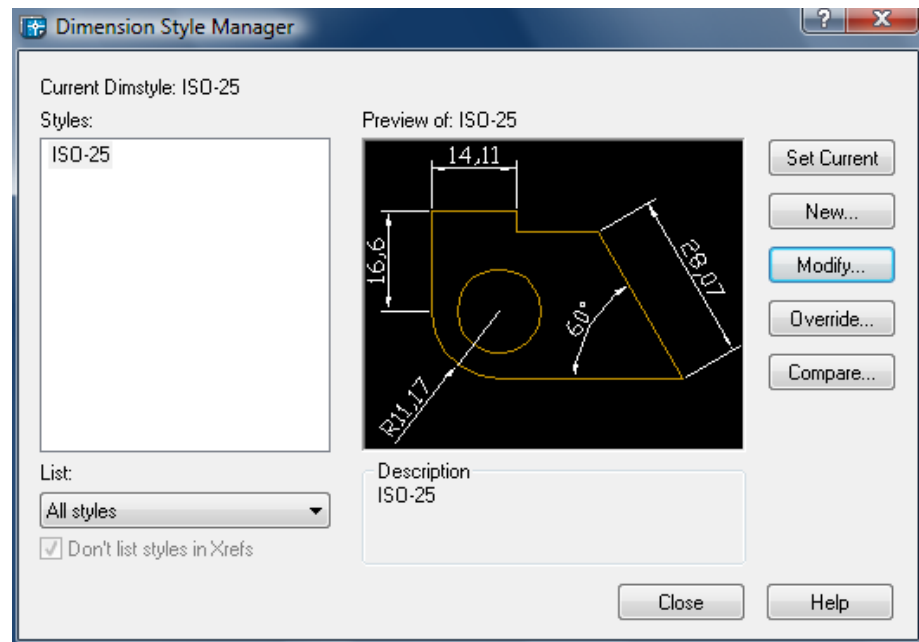 Dimension Style Manager
?
X
Current Dimstyle: ISO-25
Styles:
ISO-25
Preview of: ISO-25
14,11
16,6
28,07
60°
R11,17
Set Current
New...
Modify...
Override...
Compare...
List:
All styles
Don't list styles in Xrefs
Description
ISO-25
Close
Help